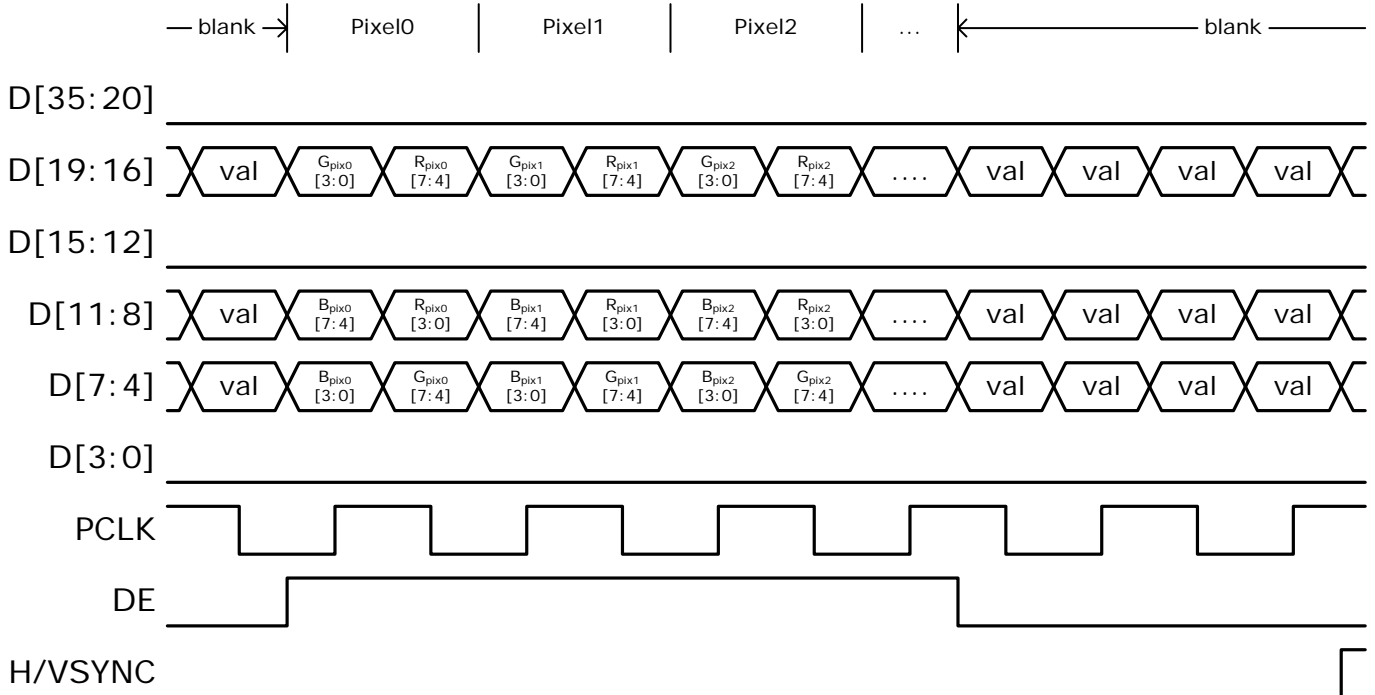 blank Pixel0 Pixel1 Pixel2 ... blank
D[35:20]
D[19:16] val Gpix0 [3:0] Rpix0 [7:4] Gpix1 [3:0] Rpix1 [7:4] Gpix2 [3:0] Rpix2 [7:4] .... val val val val
D[15:12]
D[11:8] val Bpix0 [7:4] Rpix0 [3:0] Bpix1 [7:4] Rpix1 [3:0] Bpix2 [7:4] Rpix2 [3:0] .... val val val val
D[7:4] val Bpix0 [3:0] Gpix0 [7:4] Bpix1 [3:0] Gpix1 [7:4] Bpix2 [3:0] Gpix2 [7:4] .... val val val val
D[3:0]
PCLK
DE
H/VSYNC